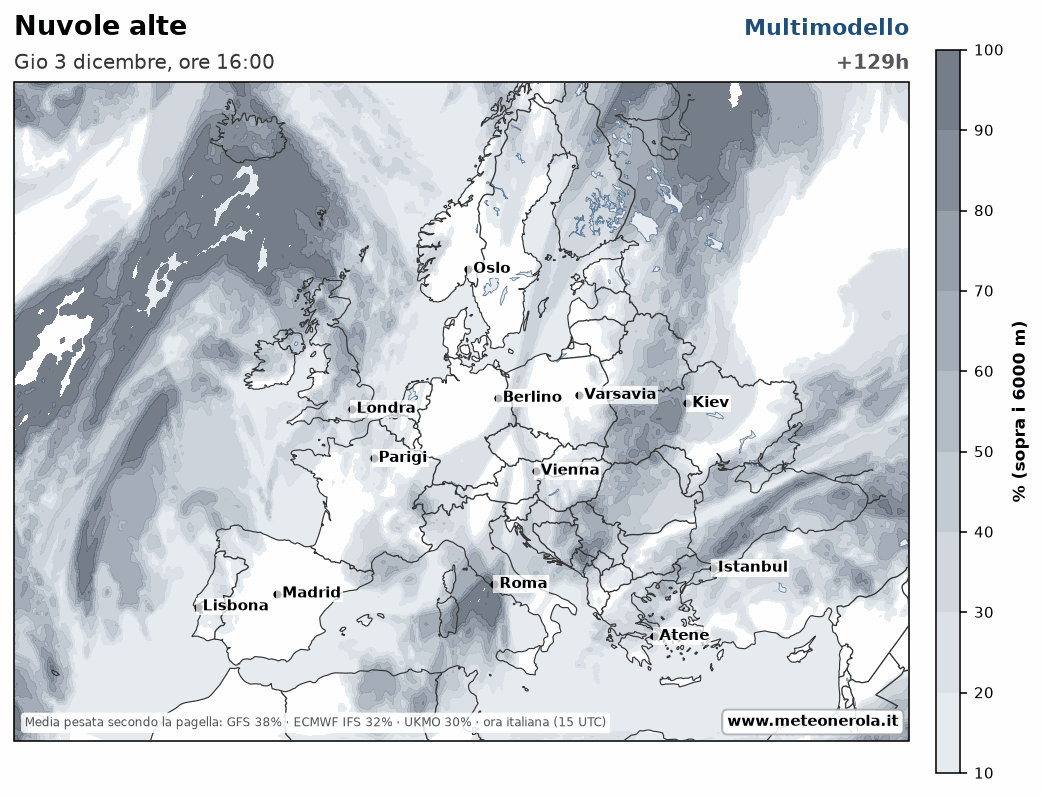 Nuvole alte
Multimodello
Gio 3 dicembre, ore 16:00
+129h
100
90
80
70
60
50
40
30
20
10
% (sopra i 6000 m)
Oslo
Berlino
Varsavia
Kiev
Londra
Parigi
Vienna
Istanbul
Roma
Madrid
Lisbona
Atene
Media pesata secondo la pagella: GFS 38% · ECMWF IFS 32% · UKMO 30% · ora italiana (15 UTC)
www.meteonerola.it